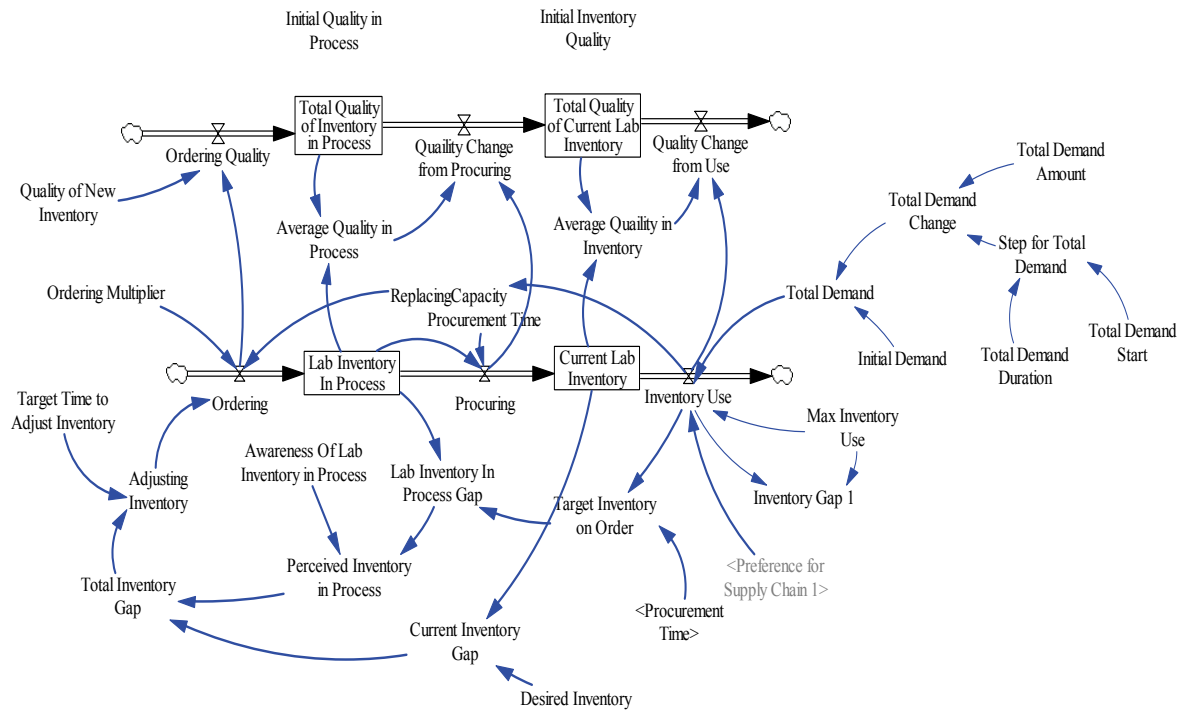 Initial Quality in
Process
Initial Inventory
Quality
Total Quality
of Inventory
in Process
Total Quality
of Current Lab
Inventory
Ordering Quality
Quaility Change
from Procuring
Quality Change
from Use
Quality of New
Inventory
Average Quality in
Process
Average Quaility in
Inventory
Total Demand
Amount
Total Demand
Change
Step for Total
Demand
Ordering Multiplier
ReplacingCapacity
Procurement Time
Total Demand
Initial Demand
Total Demand
Duration
Total Demand
Start
Lab Inventory
In Process
Current Lab
Inventory
Ordering
Procuring
Inventory Use
Target Time to
Adjust Inventory
Max Inventory
Use
Adjusting
Inventory
Awareness Of Lab
Inventory in Process
Lab Inventory In
Process Gap
Target Inventory
on Order
Inventory Gap 1
Total Inventory
Gap
Perceived Inventory
in Process
<Preference for
Supply Chain 1>
<Procurement
Time>
Current Inventory
Gap
Desired Inventory